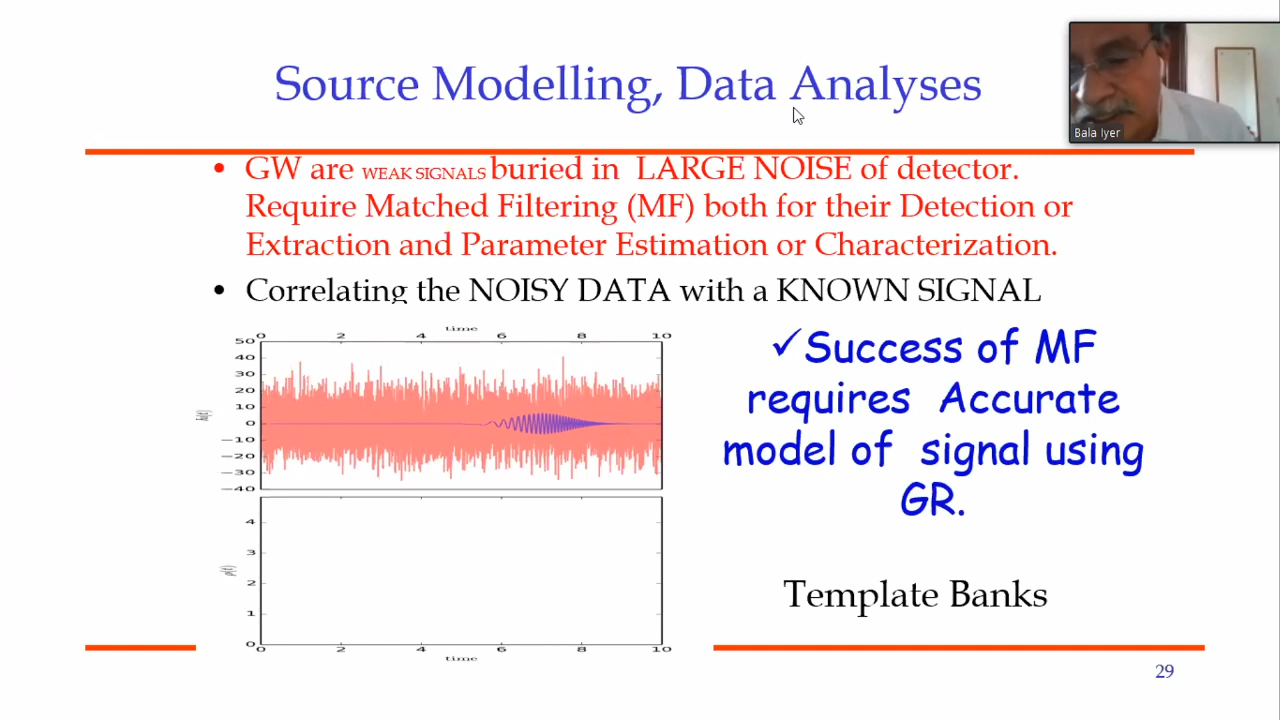 Source Modelling, Data Analyses
Bala Iyer
• GW are WEAK SIGNALS buried in LARGE NOISE of detector.
Require Matched Filtering (MF) both for their Detection or
Extraction and Parameter Estimation or Characterization.
• Correlating the NOISY DATA with a KNOWN SIGNAL
time
0 2 4 6 8 10
50
40
30
20
10
0
−10
−20
−30
−40
4
3
2
1
0
0 2 4 6 8 10
time
✓Success of MF
requires Accurate
model of signal using
GR.
Template Banks
29